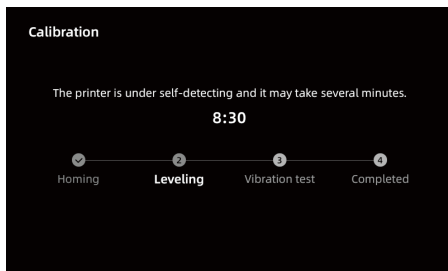 Calibration
The printer is under self-detecting and it may take several minutes.
8:30
2 3 4
Homing Leveling Vibration test Completed